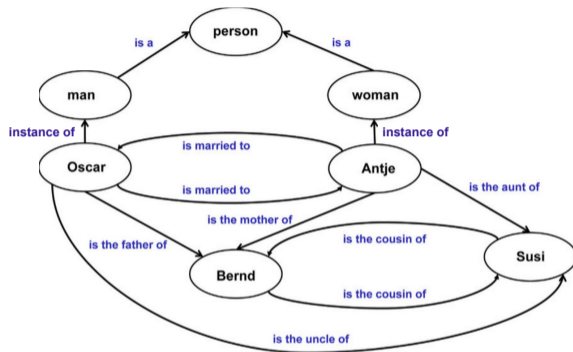 person
is a
is a
man
woman
instance of
instance of
is married to
Oscar
Antje
is married to
is the aunt of
is the mother of
is the father of
is the cousin of
Susi
Bernd
is the cousin of
is the uncle of